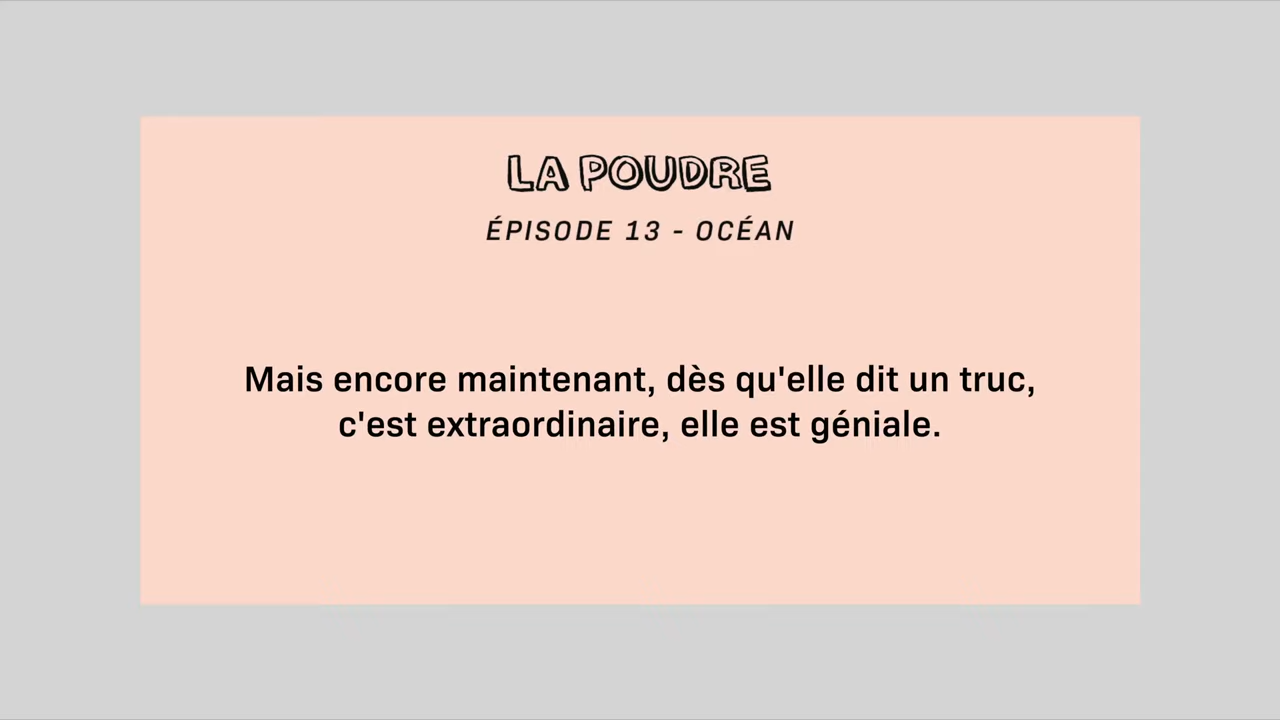 LA POUDRE
ÉPISODE 13 - OCÉAN
Mais encore maintenant, dès qu'elle dit un truc,
c'est extraordinaire, elle est géniale.